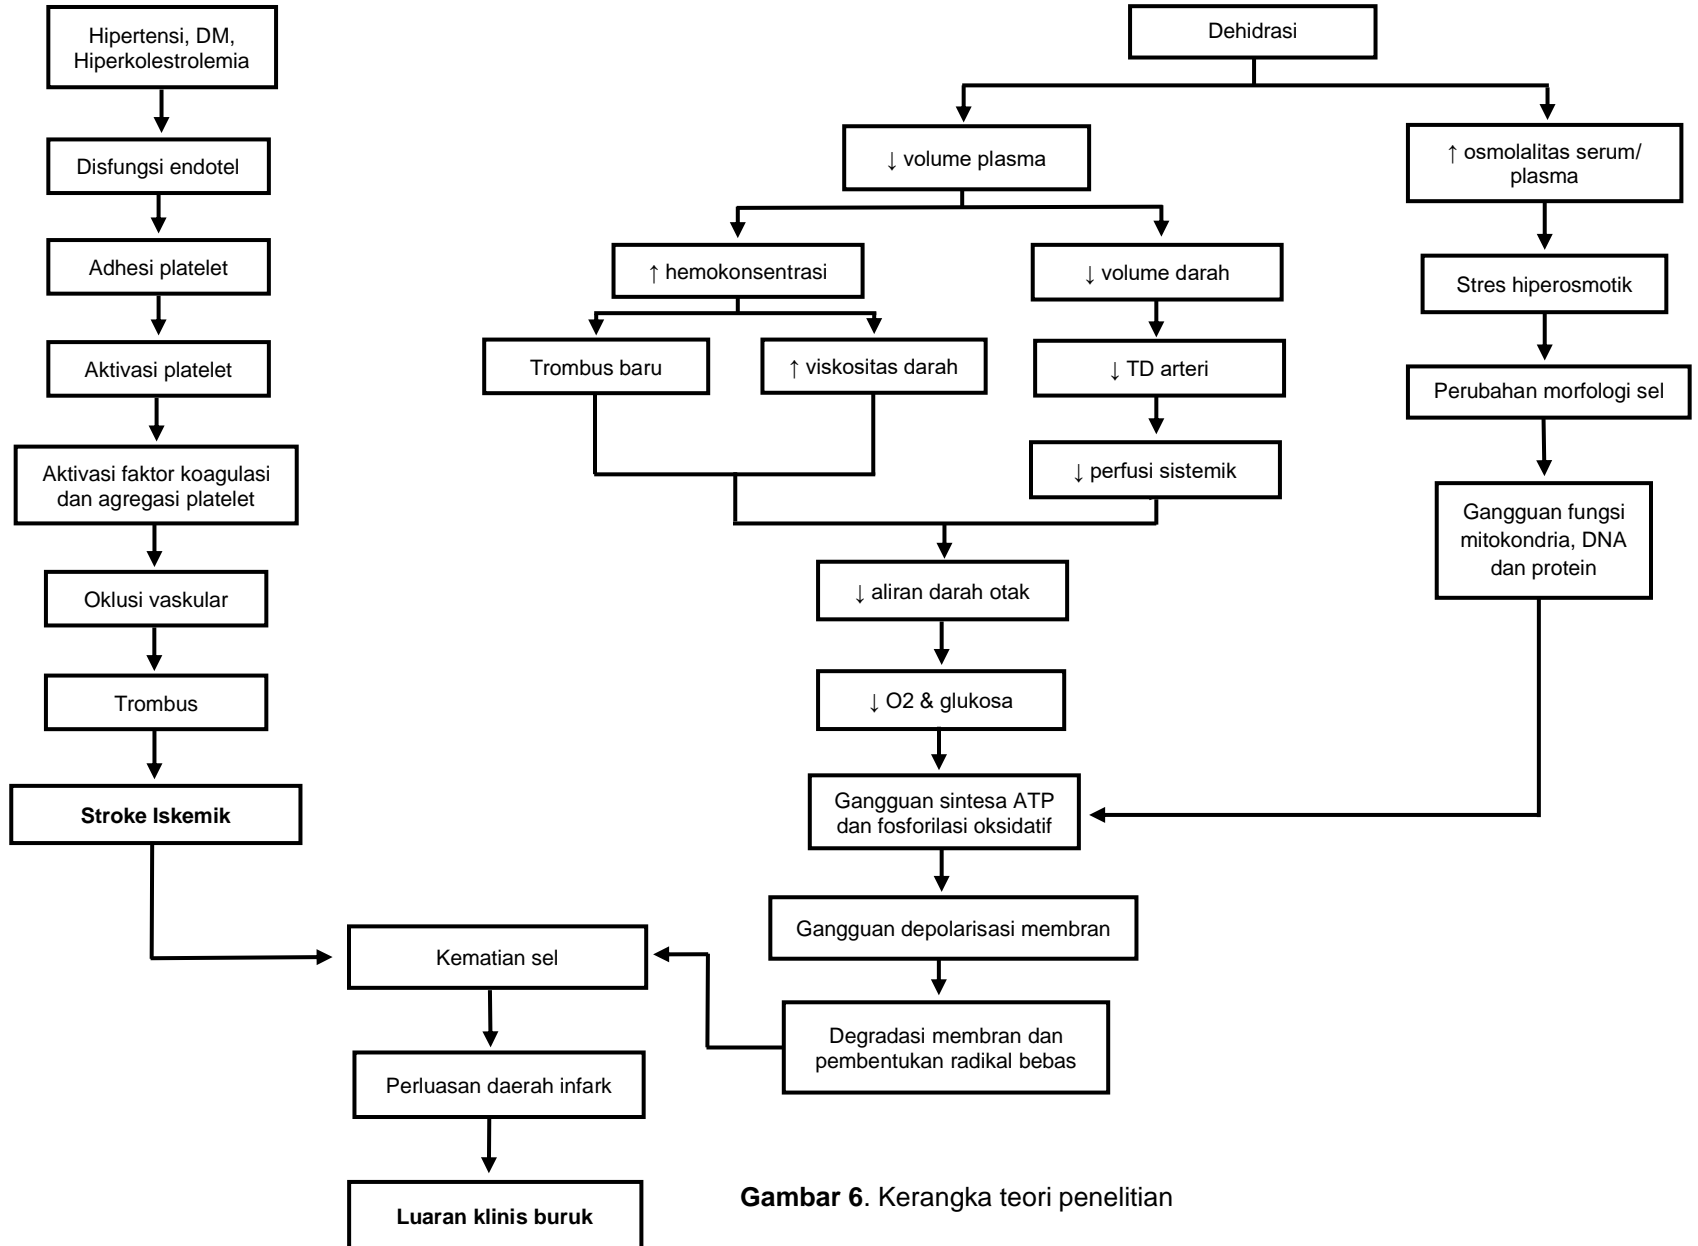 Hipertensi, DM,
Hiperkolestrolemia
Disfungsi endotel
Adhesi platelet
Aktivasi platelet
Aktivasi faktor koagulasi
dan agregasi platelet
Oklusi vaskular
Trombus
Stroke Iskemik
Dehidrasi
↓ volume plasma
↑ osmolalitas serum/
plasma
↑ hemokonsentrasi
↓ volume darah
Stres hiperosmotik
Trombus baru
↑ viskositas darah
↓ TD arteri
Perubahan morfologi sel
↓ perfusi sistemik
Gangguan fungsi
mitokondria, DNA
dan protein
↓ aliran darah otak
↓ O2 & glukosa
Gangguan sintesa ATP
dan fosforilasi oksidatif
Gangguan depolarisasi membran
Degradasi membran dan
pembentukan radikal bebas
Kematian sel
Perluasan daerah infark
Luaran klinis buruk
Gambar 6. Kerangka teori penelitian